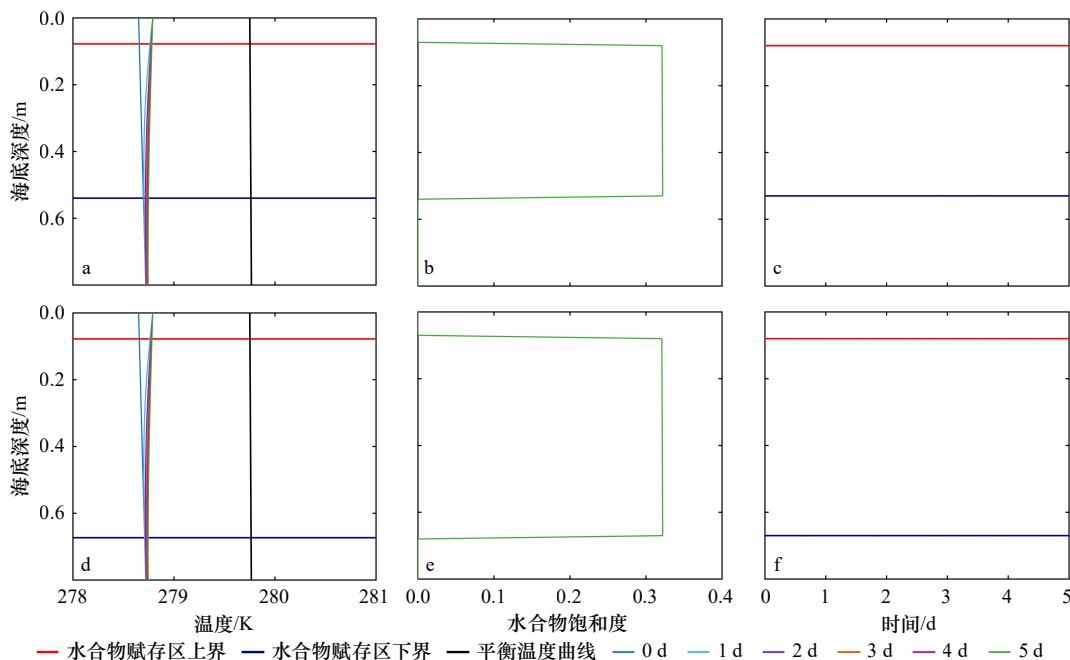 0.0
0.2
0.4
0.6
海底深度/m
a
b
c
0.0
0.2
0.4
0.6
海底深度/m
d
e
f
278 279 280 281
0.0 0.1 0.2 0.3 0.4
0 1 2 3 4 5
温度/K 水合物饱和度 时间/d
水合物赋存区上界 水合物赋存区下界 平衡温度曲线 0 d 1 d 2 d 3 d 4 d 5 d